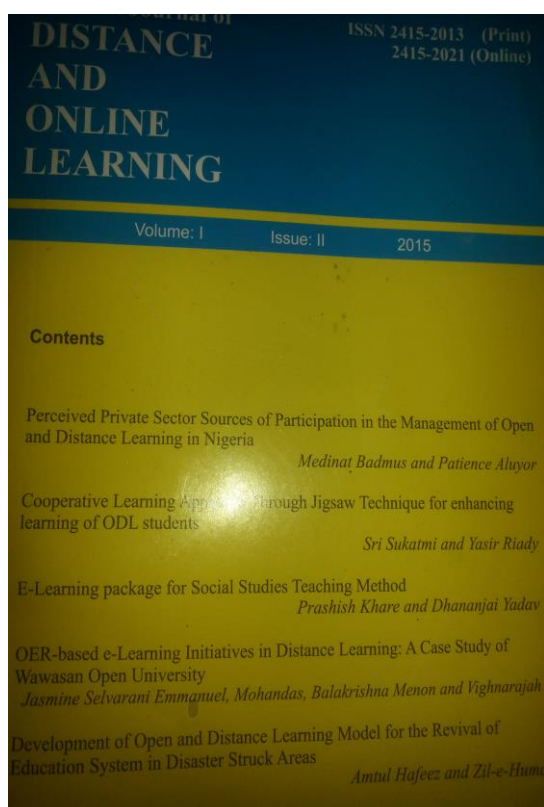 Journal of
DISTANCE
AND
ONLINE
LEARNING
ISSN 2415-2013 (Print)
2415-2021 (Online)
Volume: I Issue: II 2015
Contents
Perceived Private Sector Sources of Participation in the Management of Open
and Distance Learning in Nigeria
Medinat Badmus and Patience Aluyor
Cooperative Learning Through Jigsaw Technique for enhancing
learning of ODL students
Sri Sukatmi and Yasir Riady
E-Learning package for Social Studies Teaching Method
Prashish Khare and Dhananjai Yadav
OER-based e-Learning Initiatives in Distance Learning: A Case Study of
Wawasan Open University
Jasmine Selvarani Emmanuel, Mohandas, Balakrishna Menon and Vighnarajah
Development of Open and Distance Learning Model for the Revival of
Education System in Disaster Struck Areas
Amtul Hafeez and Zil-e-Huma